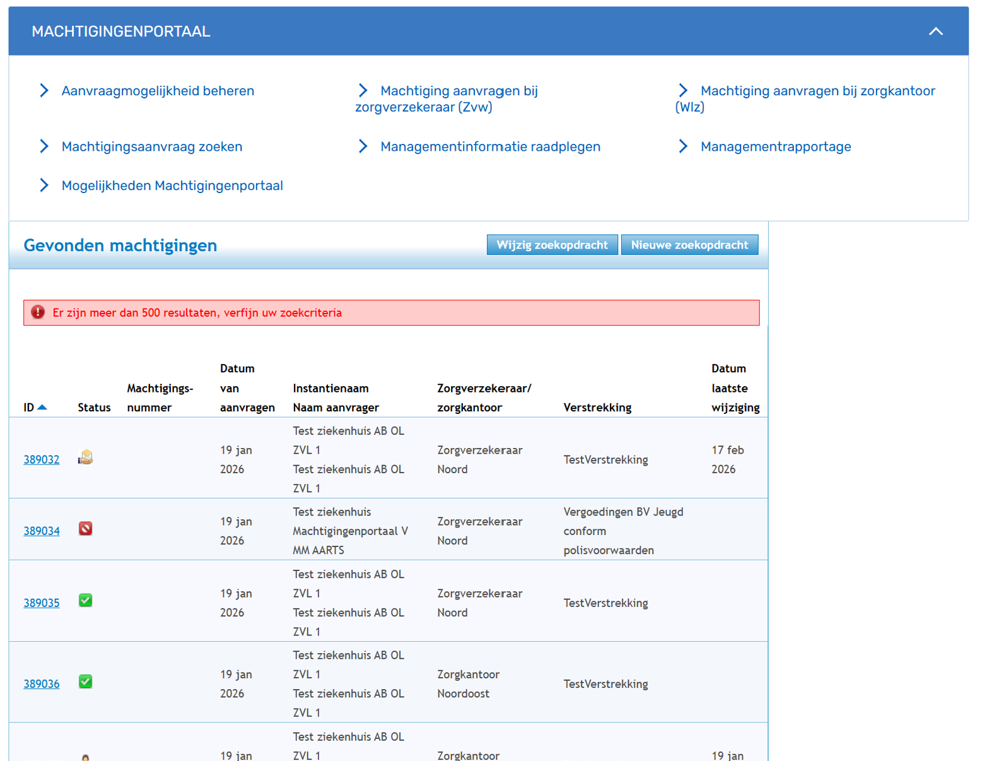 MACHTIGINGENPORTAAL
Aanvraagmogelijkheid beheren
Machtiging aanvragen bij
zorgverzekeraar (Zvw)
Machtiging aanvragen bij zorgkantoor
(Wlz)
Machtigingsaanvraag zoeken
Managementinformatie raadplegen
Managementrapportage
Mogelijkheden Machtigingenportaal
Gevonden machtigingen
Wijzig zoekopdracht
Nieuwe zoekopdracht
Er zijn meer dan 500 resultaten, verfijn uw zoekcriteria
ID
Status
Machtigings-
nummer
Datum
van
aanvragen
Instantienaam
Naam aanvrager
Zorgverzekeraar/
zorgkantoor
Verstrekking
Datum
laatste
wijziging
389032
19 jan
2026
Test ziekenhuis AB OL
ZVL 1
Test ziekenhuis AB OL
ZVL 1
Zorgverzekeraar
Noord
TestVerstrekking
17 feb
2026
389034
19 jan
2026
Test ziekenhuis
Machtigingenportaal V
MM AARTS
Zorgverzekeraar
Noord
Vergoedingen BV Jeugd
conform
polisvoorwaarden
389035
19 jan
2026
Test ziekenhuis AB OL
ZVL 1
Test ziekenhuis AB OL
ZVL 1
Zorgverzekeraar
Noord
TestVerstrekking
389036
19 jan
2026
Test ziekenhuis AB OL
ZVL 1
Test ziekenhuis AB OL
ZVL 1
Zorgkantoor
Noordoost
TestVerstrekking
19 jan
Test ziekenhuis AB OL
ZVL 1
Zorgkantoor
19 jan